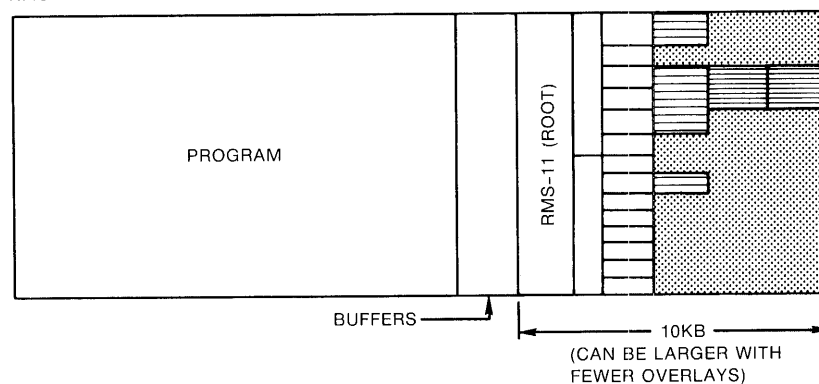 PROGRAM
RMS-11 (ROOT)
BUFFERS
10KB
(CAN BE LARGER WITH
FEWER OVERLAYS)